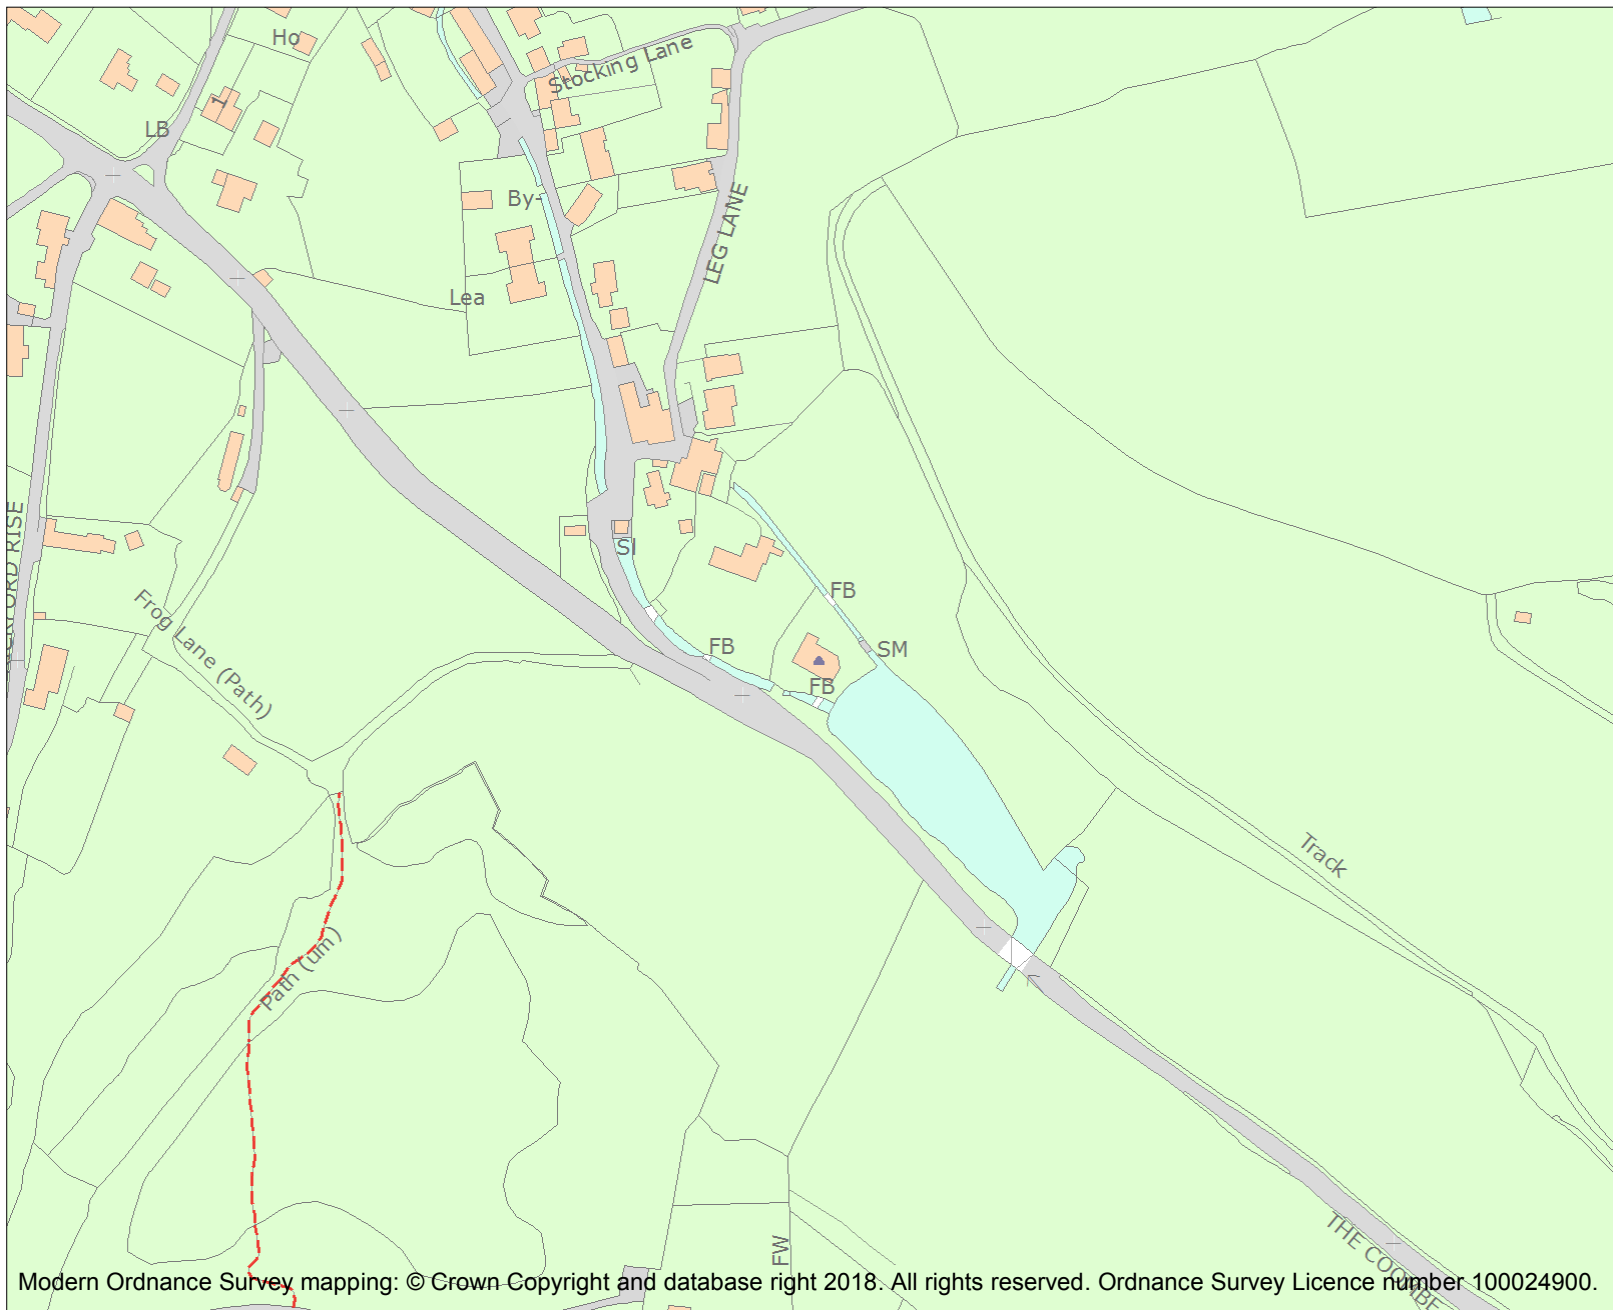 Ho
Stocking Lane
1
LB
By-
LEG LANE
Lea
SI
FB
Frog Lane (Path)
FB
SM
FB
Track
Path (um)
THE COOMBE
FW
Modern Ordnance Survey mapping: © Crown Copyright and database right 2018. All rights reserved. Ordnance Survey Licence number 100024900.